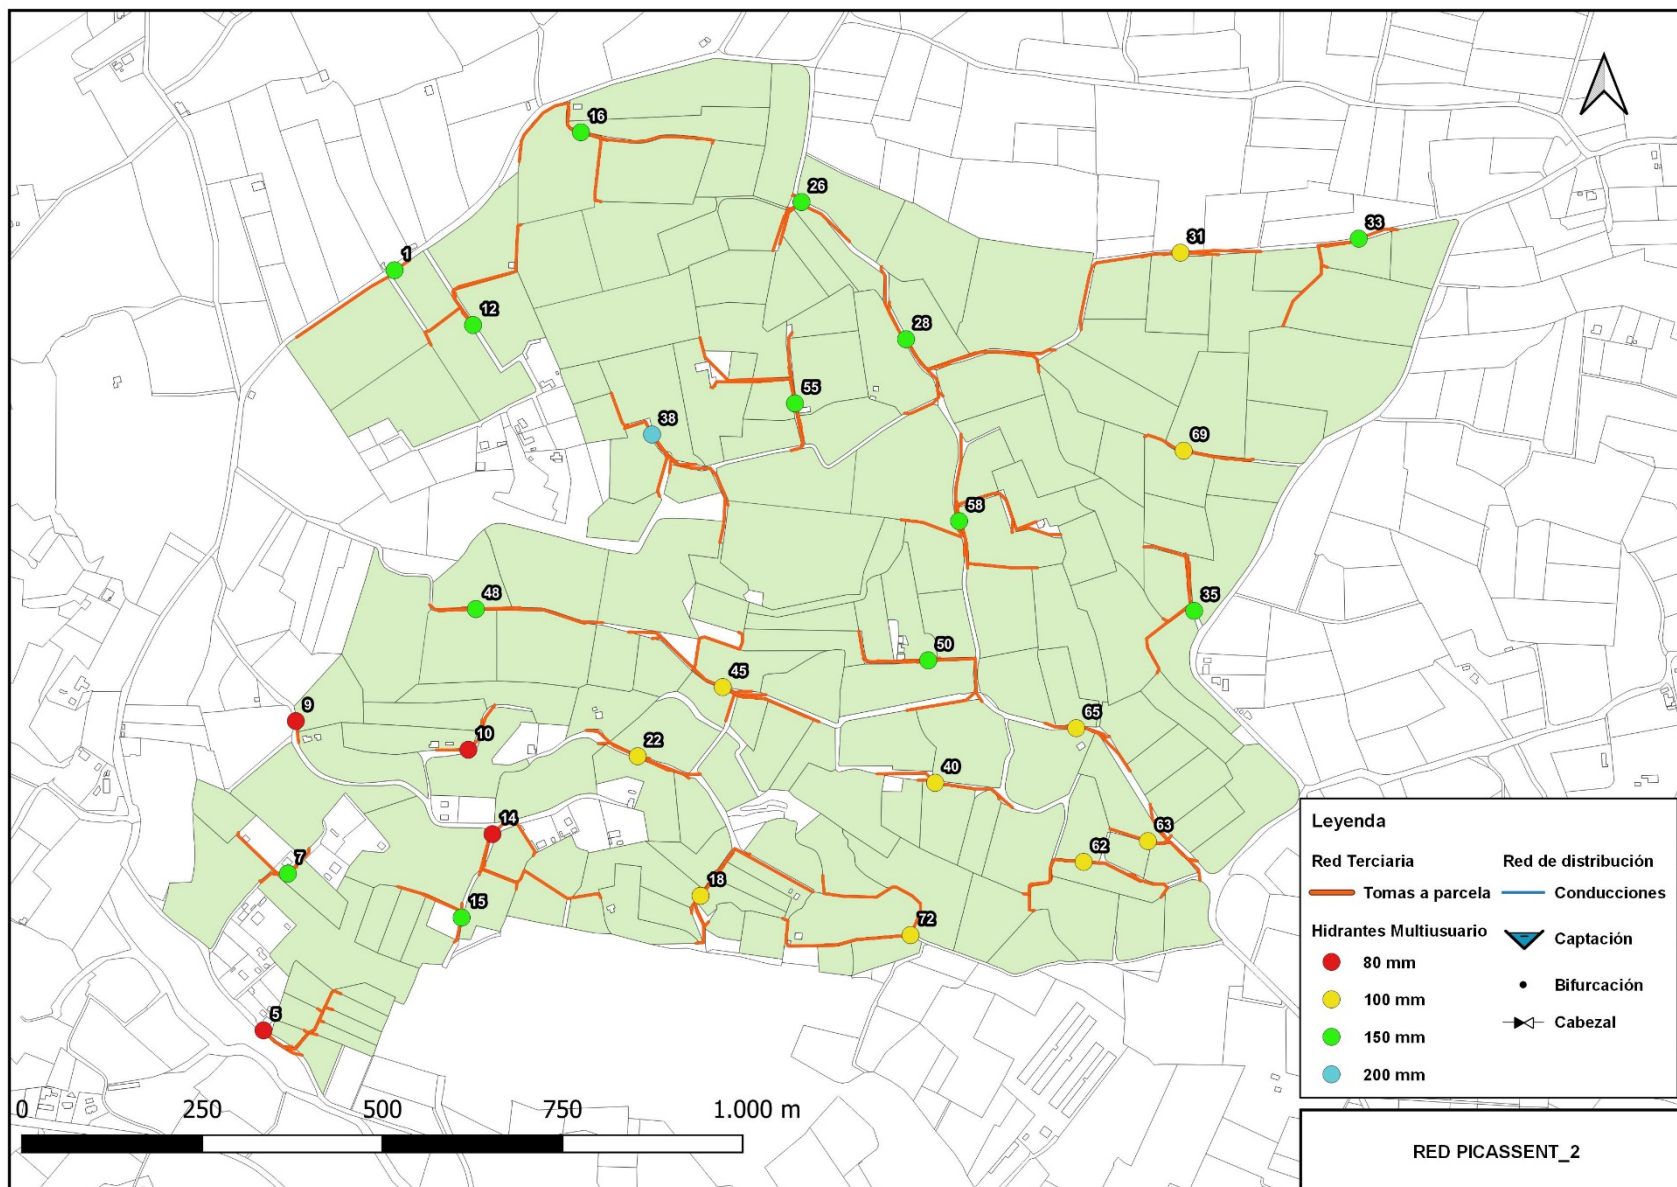 16
26
33
31
1
12
28
55
38
69
58
48
35
50
45
9
65
10
22
40
14
63
62
7
18
15
72
5
Leyenda
Red Terciaria
Tomas a parcela
Hidrantes Multiusuario
80 mm
100 mm
150 mm
200 mm
Red de distribución
Conducciones
Captación
Bifurcación
Cabezal
0 250 500 750 1.000 m
RED PICASSENT_2